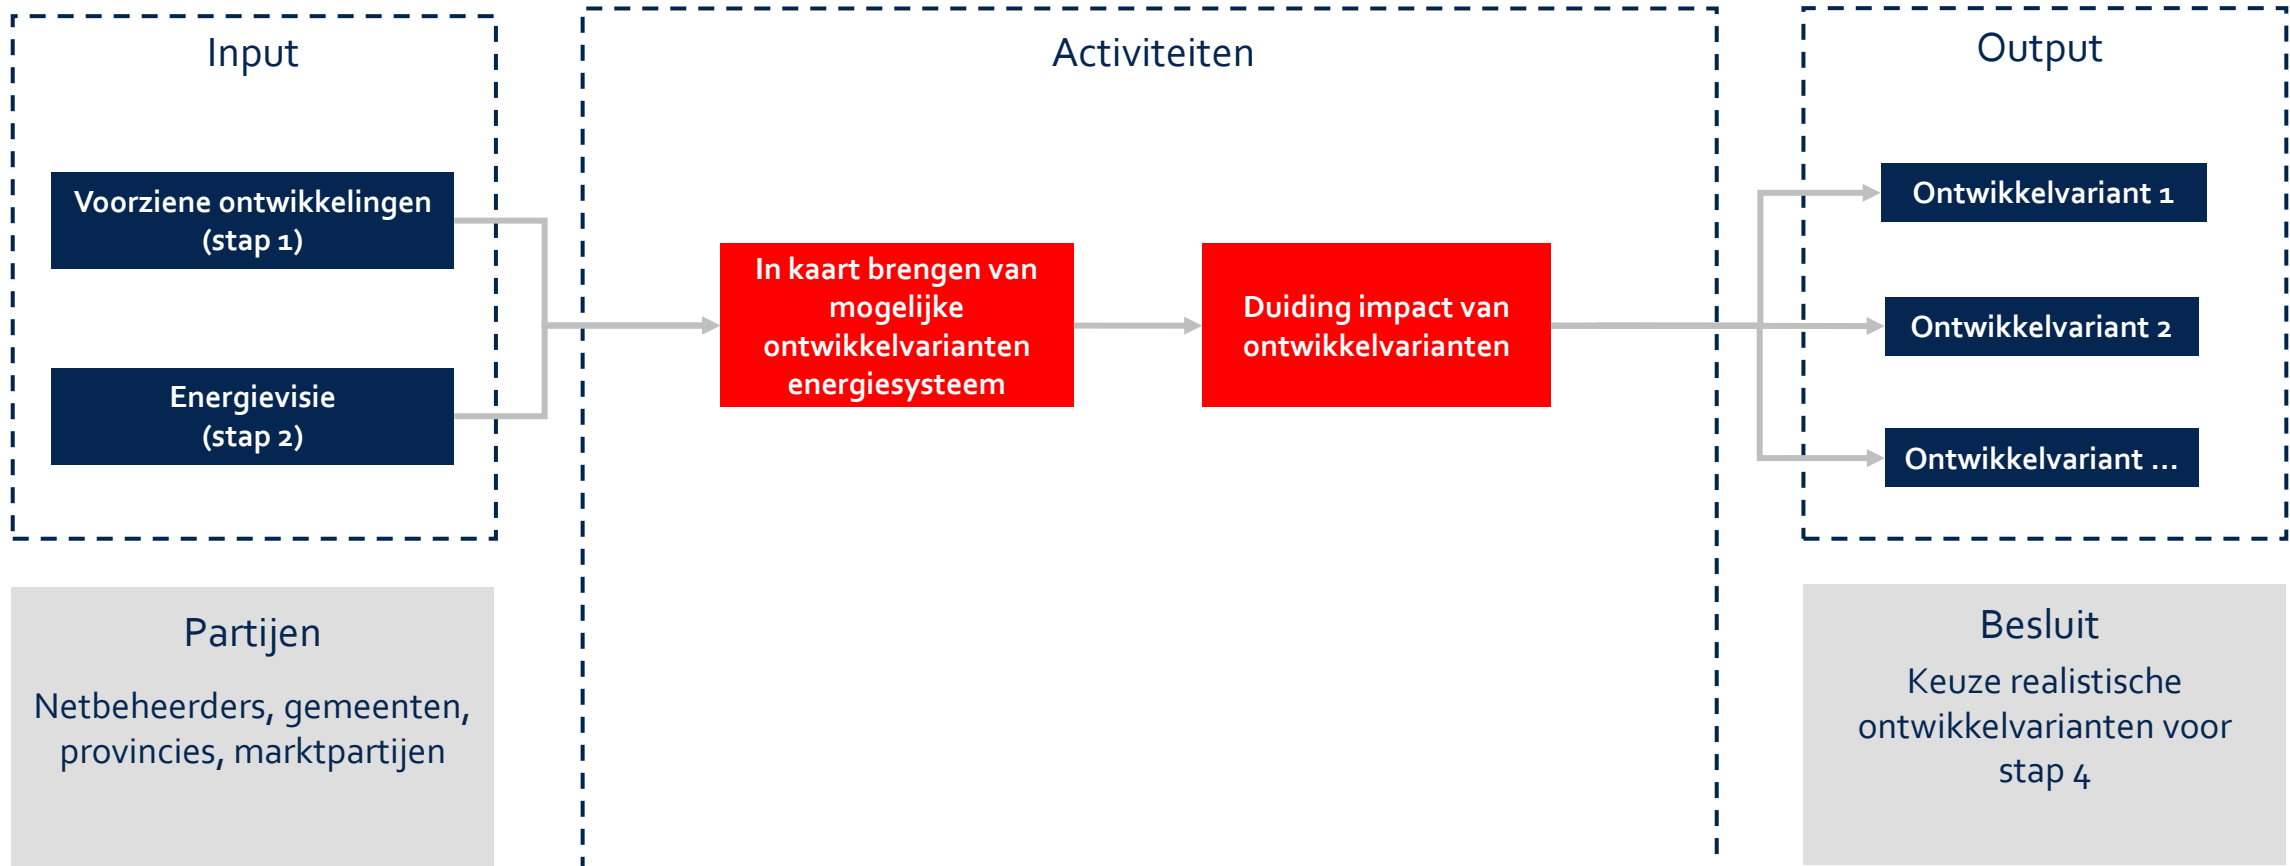 Input
Voorziene ontwikkelingen
(stap 1)
Energievisie
(stap 2)
Partijen
Netbeheerders, gemeenten,
provincies, marktpartijen
Activiteiten
In kaart brengen van
mogelijke
ontwikkelvarianten
energiesysteem
Duiding impact van
ontwikkelvarianten
Output
Ontwikkelvariant 1
Ontwikkelvariant 2
Ontwikkelvariant ...
Besluit
Keuze realistische
ontwikkelvarianten voor
stap 4